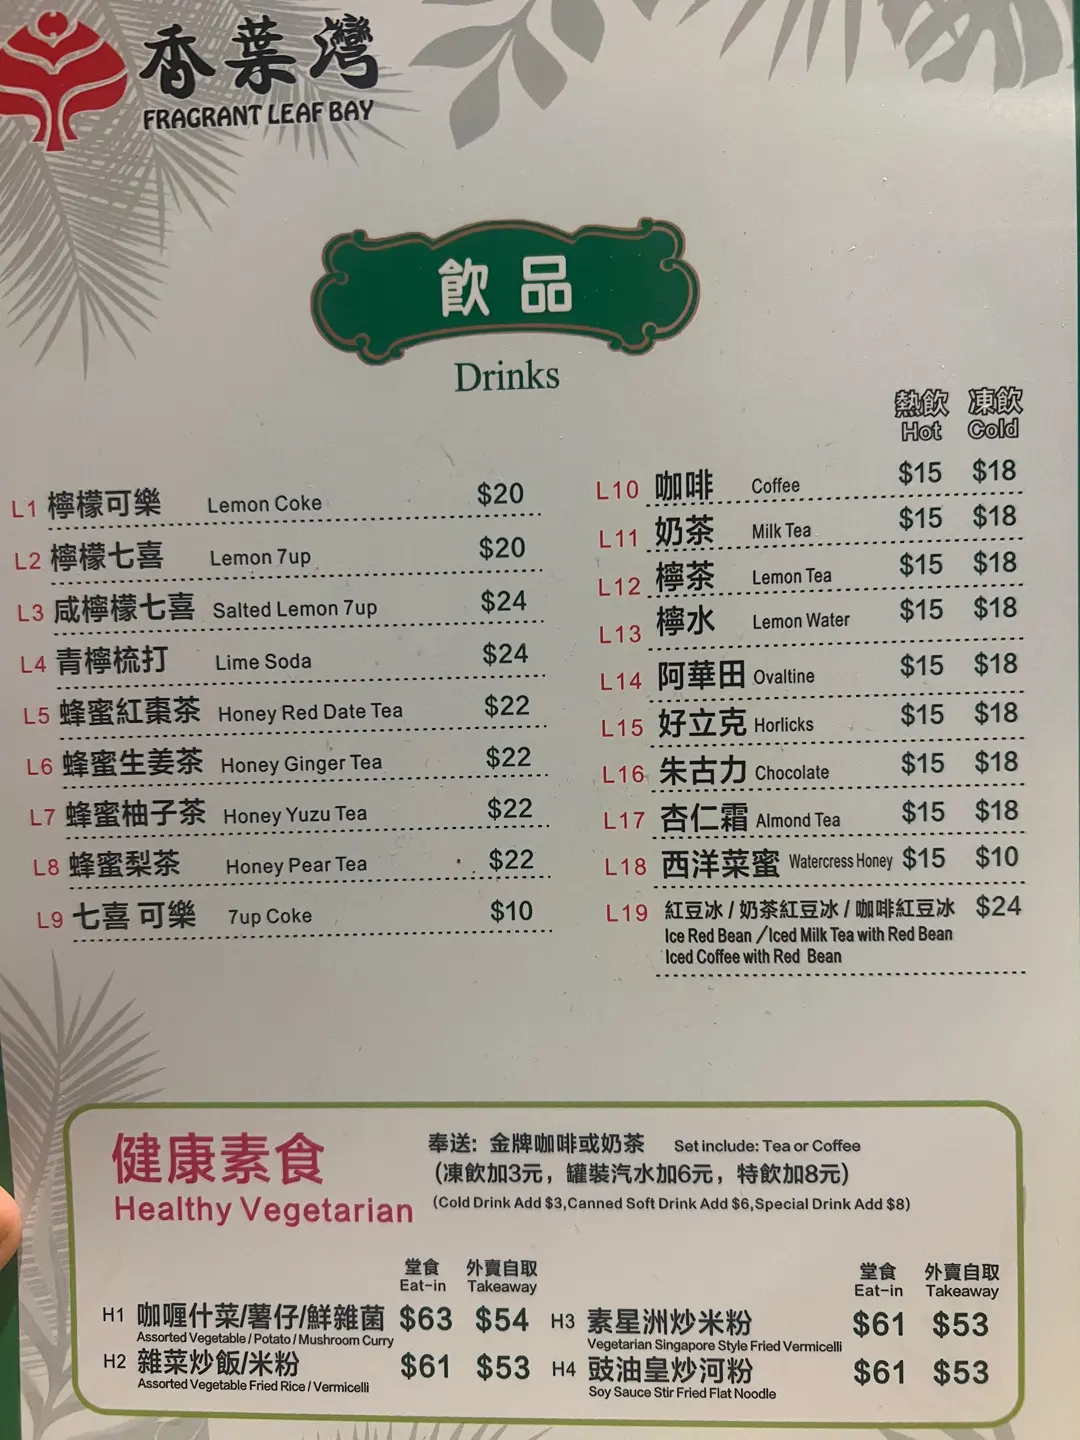 香葉灣
FRAGRANT LEAF BAY
飲品
Drinks
L1 檸檬可樂 Lemon Coke $20
L2 檸檬七喜 Lemon 7up $20
L3 咸檸檬七喜 Salted Lemon 7up $24
L4 青檸梳打 Lime Soda $24
L5 蜂蜜紅棗茶 Honey Red Date Tea $22
L6 蜂蜜生姜茶 Honey Ginger Tea $22
L7 蜂蜜柚子茶 Honey Yuzu Tea $22
L8 蜂蜜梨茶 Honey Pear Tea $22
L9 七喜 可樂 7up Coke $10
熱飲 凍飲
Hot Cold
L10 咖啡 Coffee $15 $18
L11 奶茶 Milk Tea $15 $18
L12 檸茶 Lemon Tea $15 $18
L13 檸水 Lemon Water $15 $18
L14 阿華田 Ovaltine $15 $18
L15 好立克 Horlicks $15 $18
L16 朱古力 Chocolate $15 $18
L17 杏仁霜 Almond Tea $15 $18
L18 西洋菜蜜 Watercress Honey $15 $10
L19 紅豆冰 / 奶茶紅豆冰 / 咖啡紅豆冰 $24
Ice Red Bean / Iced Milk Tea with Red Bean
Iced Coffee with Red Bean
健康素食
Healthy Vegetarian
奉送: 金牌咖啡或奶茶 Set include: Tea or Coffee
(凍飲加3元，罐裝汽水加6元，特飲加8元)
(Cold Drink Add $3,Canned Soft Drink Add $6,Special Drink Add $8)
堂食 外賣自取
Eat-in Takeaway
H1 咖喱什菜/薯仔/鮮雜菌 $63 $54
Assorted Vegetable / Potato / Mushroom Curry
H2 雜菜炒飯/米粉 $61 $53
Assorted Vegetable Fried Rice / Vermicelli
堂食 外賣自取
Eat-in Takeaway
H3 素星洲炒米粉 $61 $53
Vegetarian Singapore Style Fried Vermicelli
H4 豉油皇炒河粉 $61 $53
Soy Sauce Stir Fried Flat Noodle